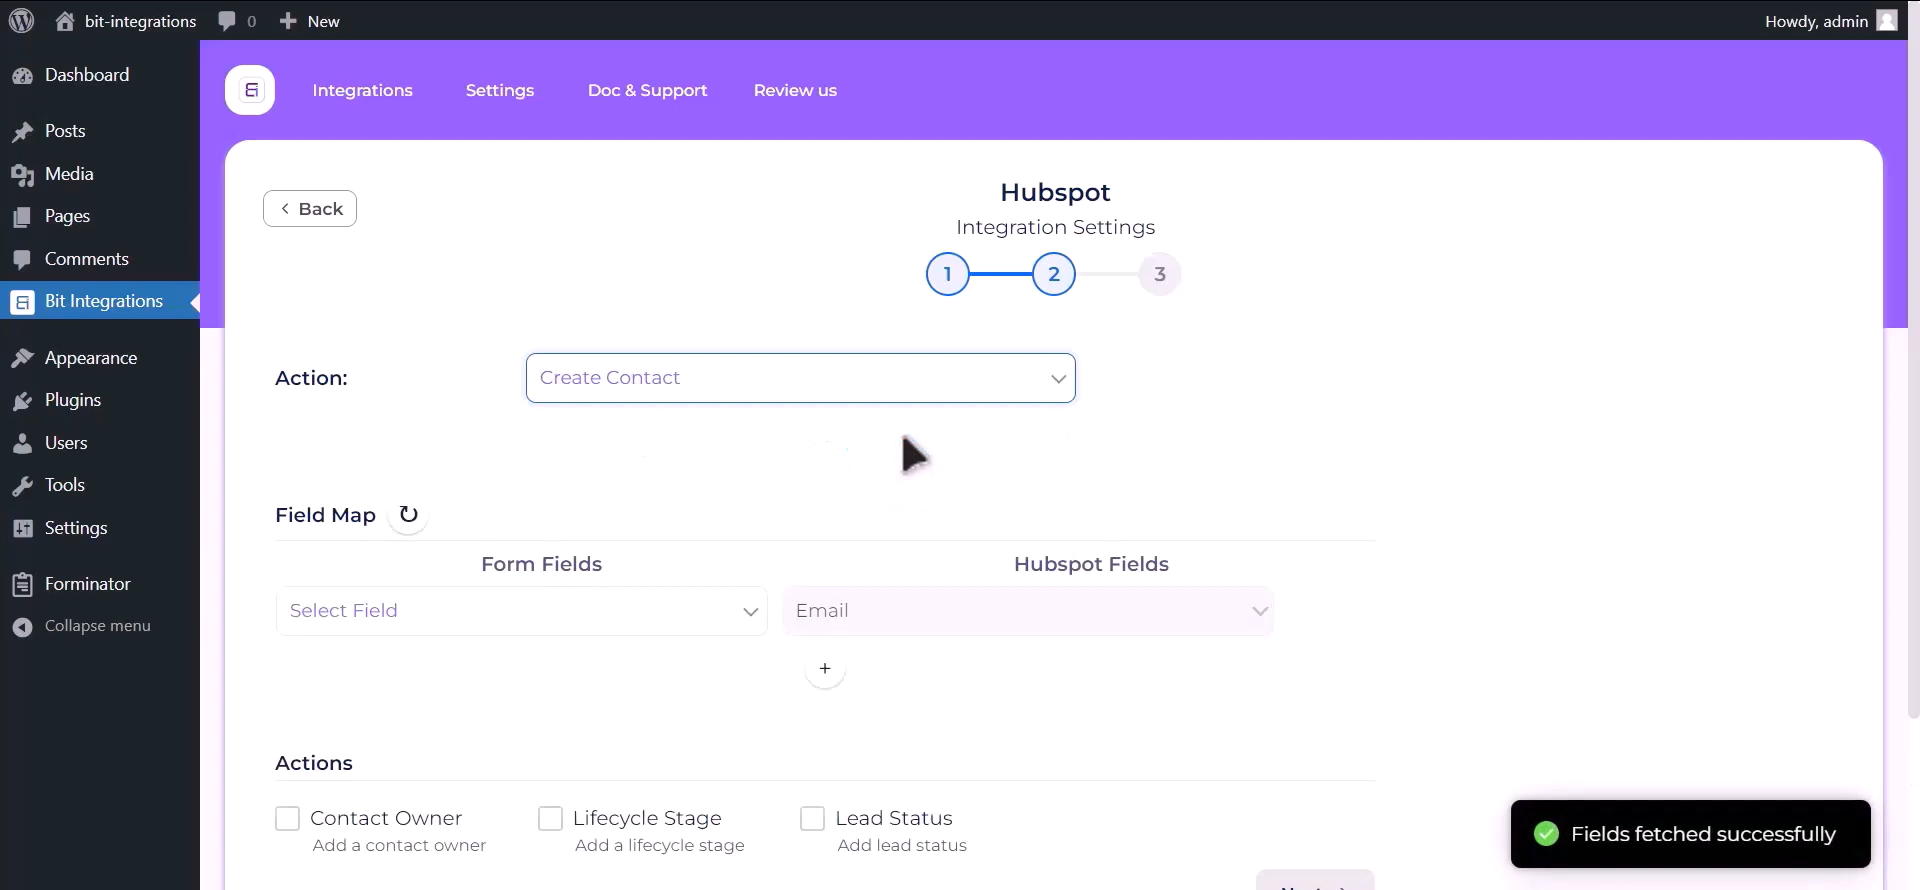 bit-integrations 0 New Howdy, admin
Dashboard
Posts
Media
Pages
Comments
Bit Integrations
Appearance
Plugins
Users
Tools
Settings
Forminator
Collapse menu
Integrations Settings Doc & Support Review us
Back
Hubspot
Integration Settings
1 2 3
Action: Create Contact
Field Map
Form Fields Hubspot Fields
Select Field Email
+
Actions
Contact Owner Lifecycle Stage Lead Status
Add a contact owner Add a lifecycle stage Add lead status
Fields fetched successfully